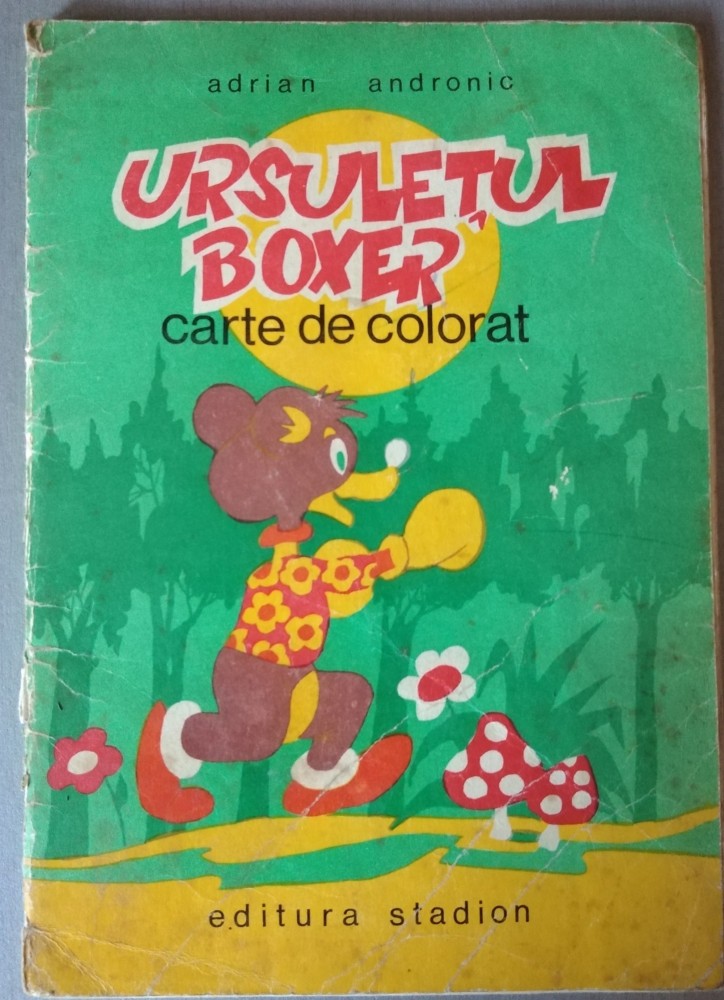 adrian andronic
URSULEȚUL
BOXER
carte de colorat
editura stadion